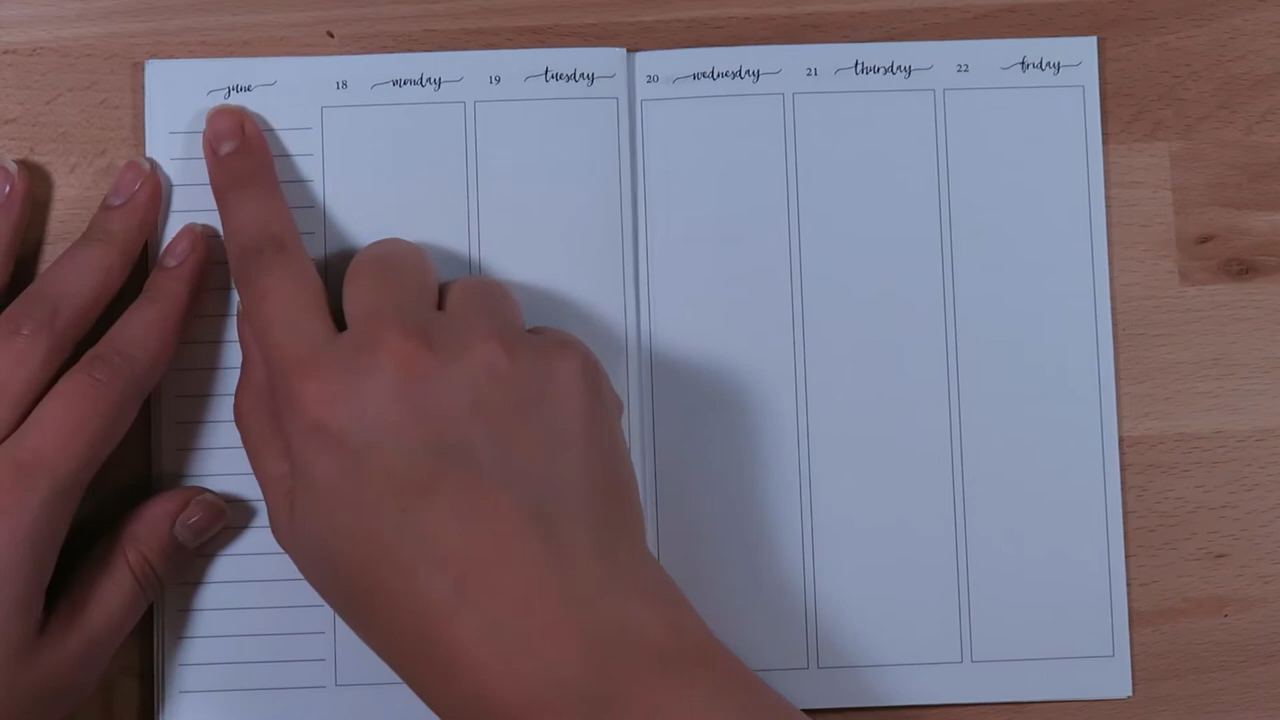 june
18 monday
19 tuesday
20 wednesday
21 thursday
22 friday